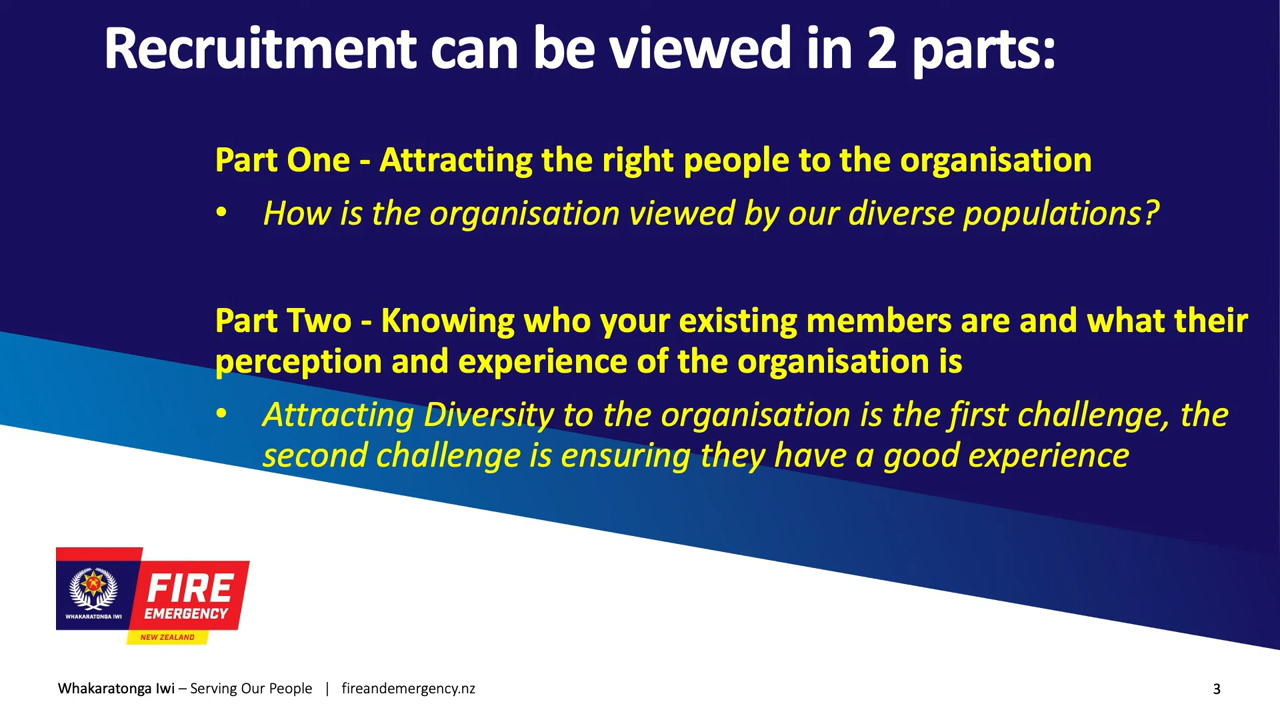 Recruitment can be viewed in 2 parts:
Part One - Attracting the right people to the organisation
• How is the organisation viewed by our diverse populations?
Part Two - Knowing who your existing members are and what their
perception and experience of the organisation is
• Attracting Diversity to the organisation is the first challenge, the
second challenge is ensuring they have a good experience
WHAKARATONGA IWI
FIRE
EMERGENCY
NEW ZEALAND
Whakaratonga Iwi – Serving Our People | fireandemergency.nz
3